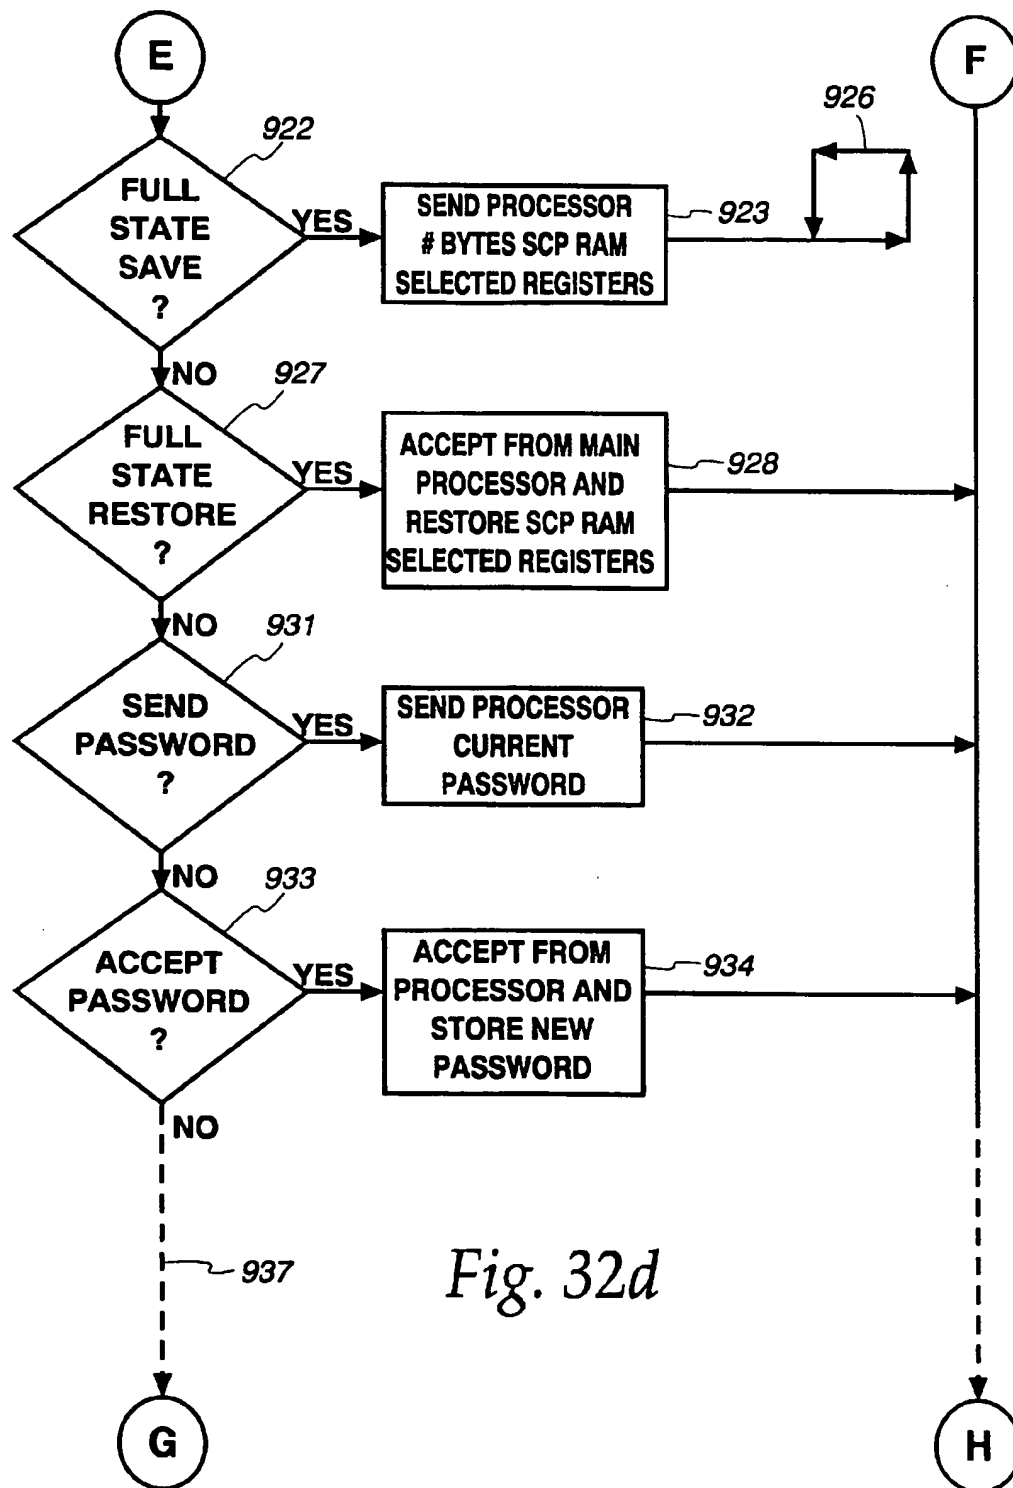 E
F
922
926
FULL
STATE
SAVE
?
YES
SEND PROCESSOR
# BYTES SCP RAM
SELECTED REGISTERS
923
NO
927
FULL
STATE
RESTORE
?
YES
ACCEPT FROM MAIN
PROCESSOR AND
RESTORE SCP RAM
SELECTED REGISTERS
928
NO
931
SEND
PASSWORD
?
YES
SEND PROCESSOR
CURRENT
PASSWORD
932
NO
933
ACCEPT
PASSWORD
?
YES
ACCEPT FROM
PROCESSOR AND
STORE NEW
PASSWORD
934
NO
937
Fig. 32d
G
H